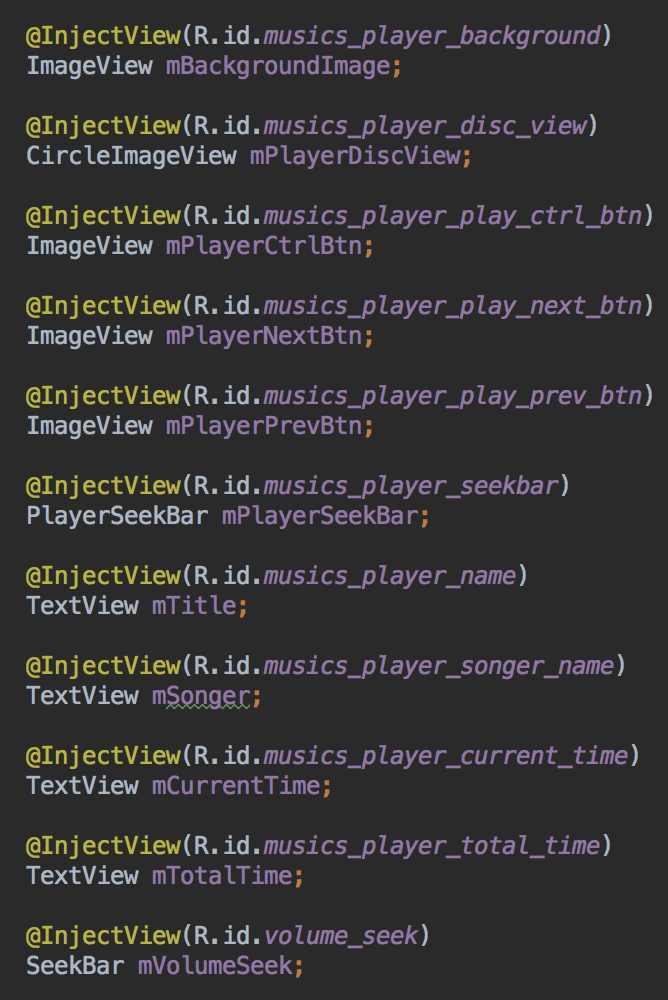 @InjectView(R.id.musics_player_background)
ImageView mBackgroundImage;
@InjectView(R.id.musics_player_disc_view)
CircleImageView mPlayerDiscView;
@InjectView(R.id.musics_player_play_ctrl_btn)
ImageView mPlayerCtrlBtn;
@InjectView(R.id.musics_player_play_next_btn)
ImageView mPlayerNextBtn;
@InjectView(R.id.musics_player_play_prev_btn)
ImageView mPlayerPrevBtn;
@InjectView(R.id.musics_player_seekbar)
PlayerSeekBar mPlayerSeekBar;
@InjectView(R.id.musics_player_name)
TextView mTitle;
@InjectView(R.id.musics_player_songer_name)
TextView mSonger;
@InjectView(R.id.musics_player_current_time)
TextView mCurrentTime;
@InjectView(R.id.musics_player_total_time)
TextView mTotalTime;
@InjectView(R.id.volume_seek)
SeekBar mVolumeSeek;